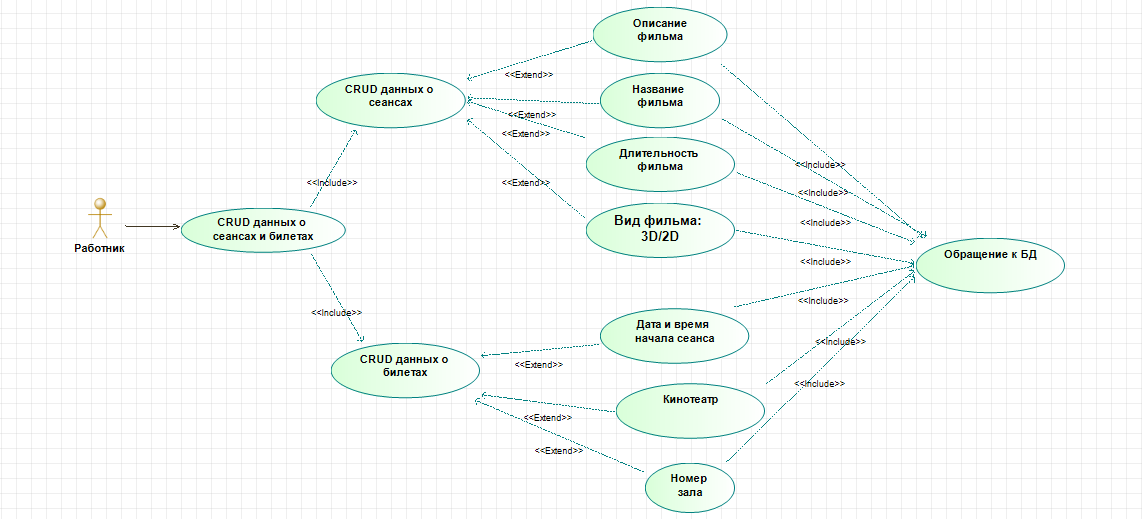 Описание
фильма
<<Extend>>
CRUD данных о
сеансах
Название
фильма
<<Extend>>
<<Extend>>
Длительность
фильма
<<Include>>
<<Include>>
<<Extend>>
<<Include>>
Работник
CRUD данных о
сеансах и билетах
Вид фильма:
3D/2D
<<Include>>
<<Include>>
Обращение к БД
<<Include>>
<<Include>>
Дата и время
начала сеанса
<<Include>>
CRUD данных о
билетах
<<Extend>>
<<Include>>
Кинотеатр
<<Extend>>
<<Extend>>
Номер
зала